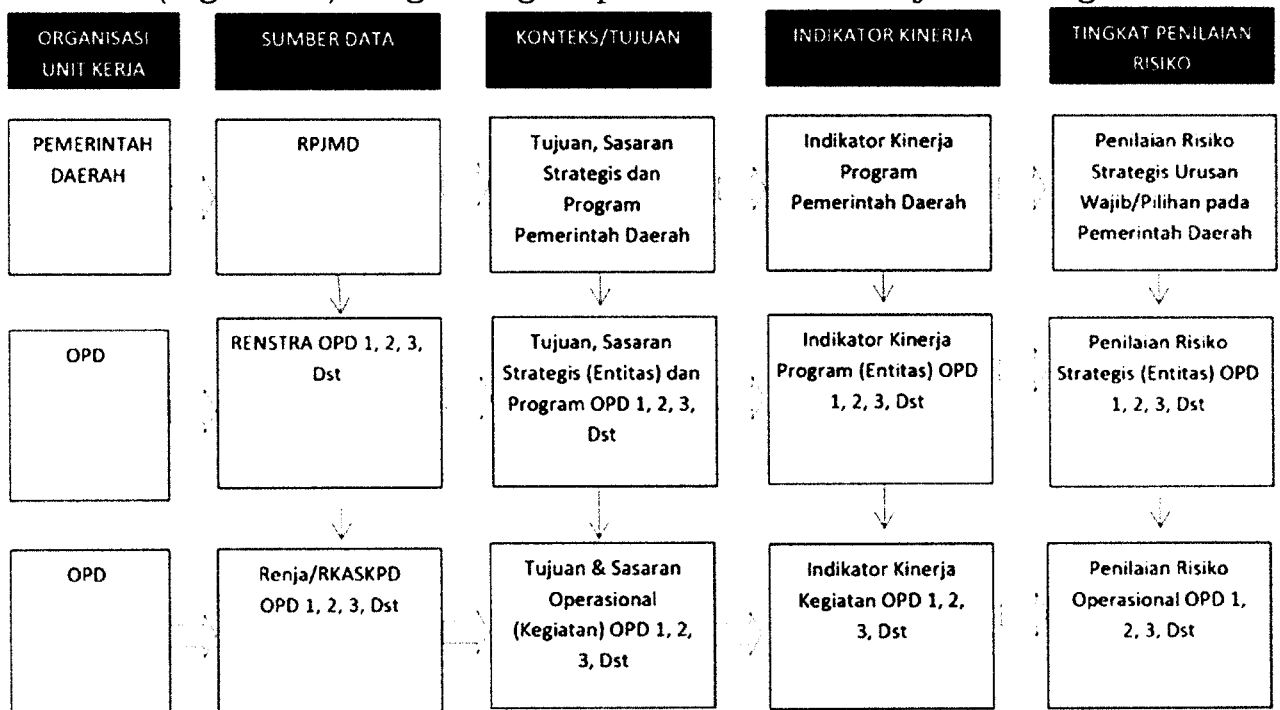 ORGANISASI
UNIT KERJA
SUMBER DATA
KONTEKS/TUJUAN
INDIKATOR KINERJA
TINGKAT PENILAIAN
RISIKO
PEMERINTAH
DAERAH
RPJMD
Tujuan, Sasaran
Strategis dan
Program
Pemerintah Daerah
Indikator Kinerja
Program
Pemerintah Daerah
Penilaian Risiko
Strategis Urusan
Wajib/Pilihan pada
Pemerintah Daerah
OPD
RENSTRA OPD 1, 2, 3,
Dst
Tujuan, Sasaran
Strategis (Entitas) dan
Program OPD 1, 2, 3,
Dst
Indikator Kinerja
Program (Entitas) OPD
1, 2, 3, Dst
Penilaian Risiko
Strategis (Entitas) OPD
1, 2, 3, Dst
OPD
Renja/RKASKPD
OPD 1, 2, 3, Dst
Tujuan & Sasaran
Operasional
(Kegiatan) OPD 1, 2,
3, Dst
Indikator Kinerja
Kegiatan OPD 1, 2,
3, Dst
Penilaian Risiko
Operasional OPD 1,
2, 3, Dst